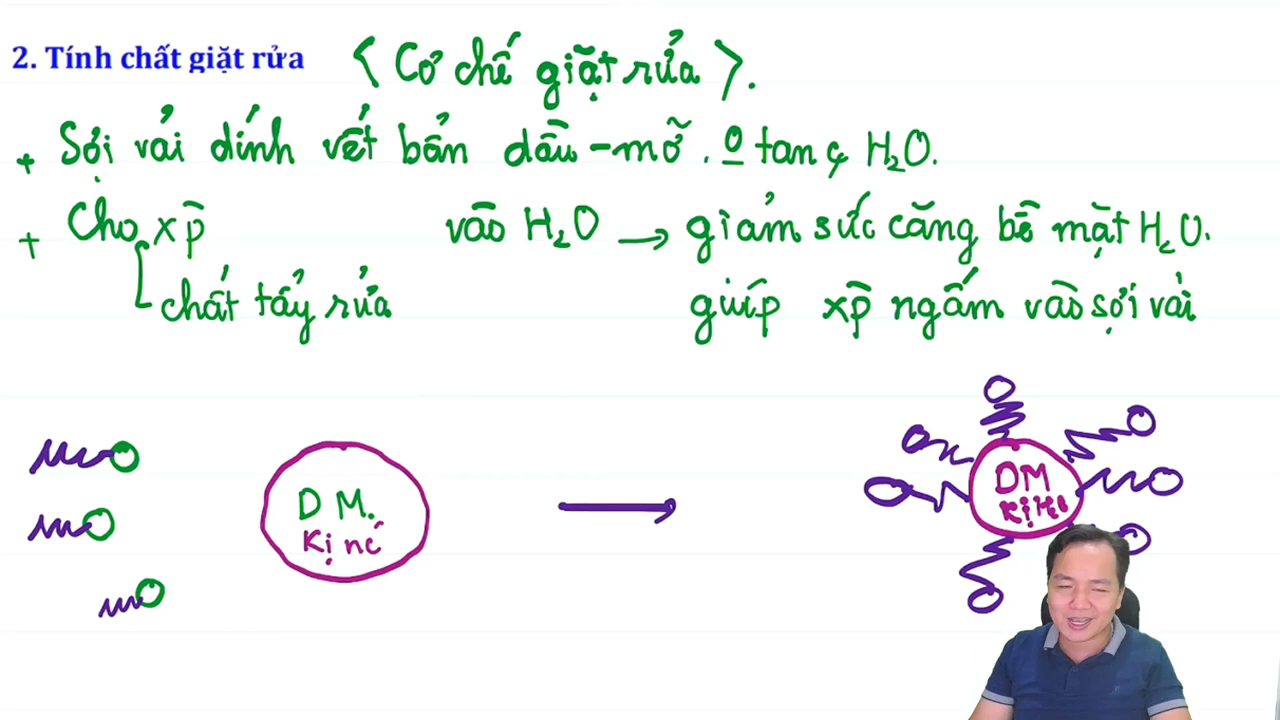 2. Tính chất giặt rửa < Cơ chế giặt rửa >.
+ Sợi vải dính vết bẩn dầu - mỡ. 0 tan ç H₂O.
+ Cho xp̄ vào H₂O → giảm sức căng bề mặt H₂O.
chất tẩy rửa giúp xp̄ ngấm vào sợi vải
D M.
Kị nc
DM
Kị